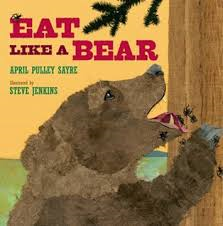 EAT
LIKE A BEAR
APRIL PULLEY SAYRE
Illustrated by
STEVE JENKINS